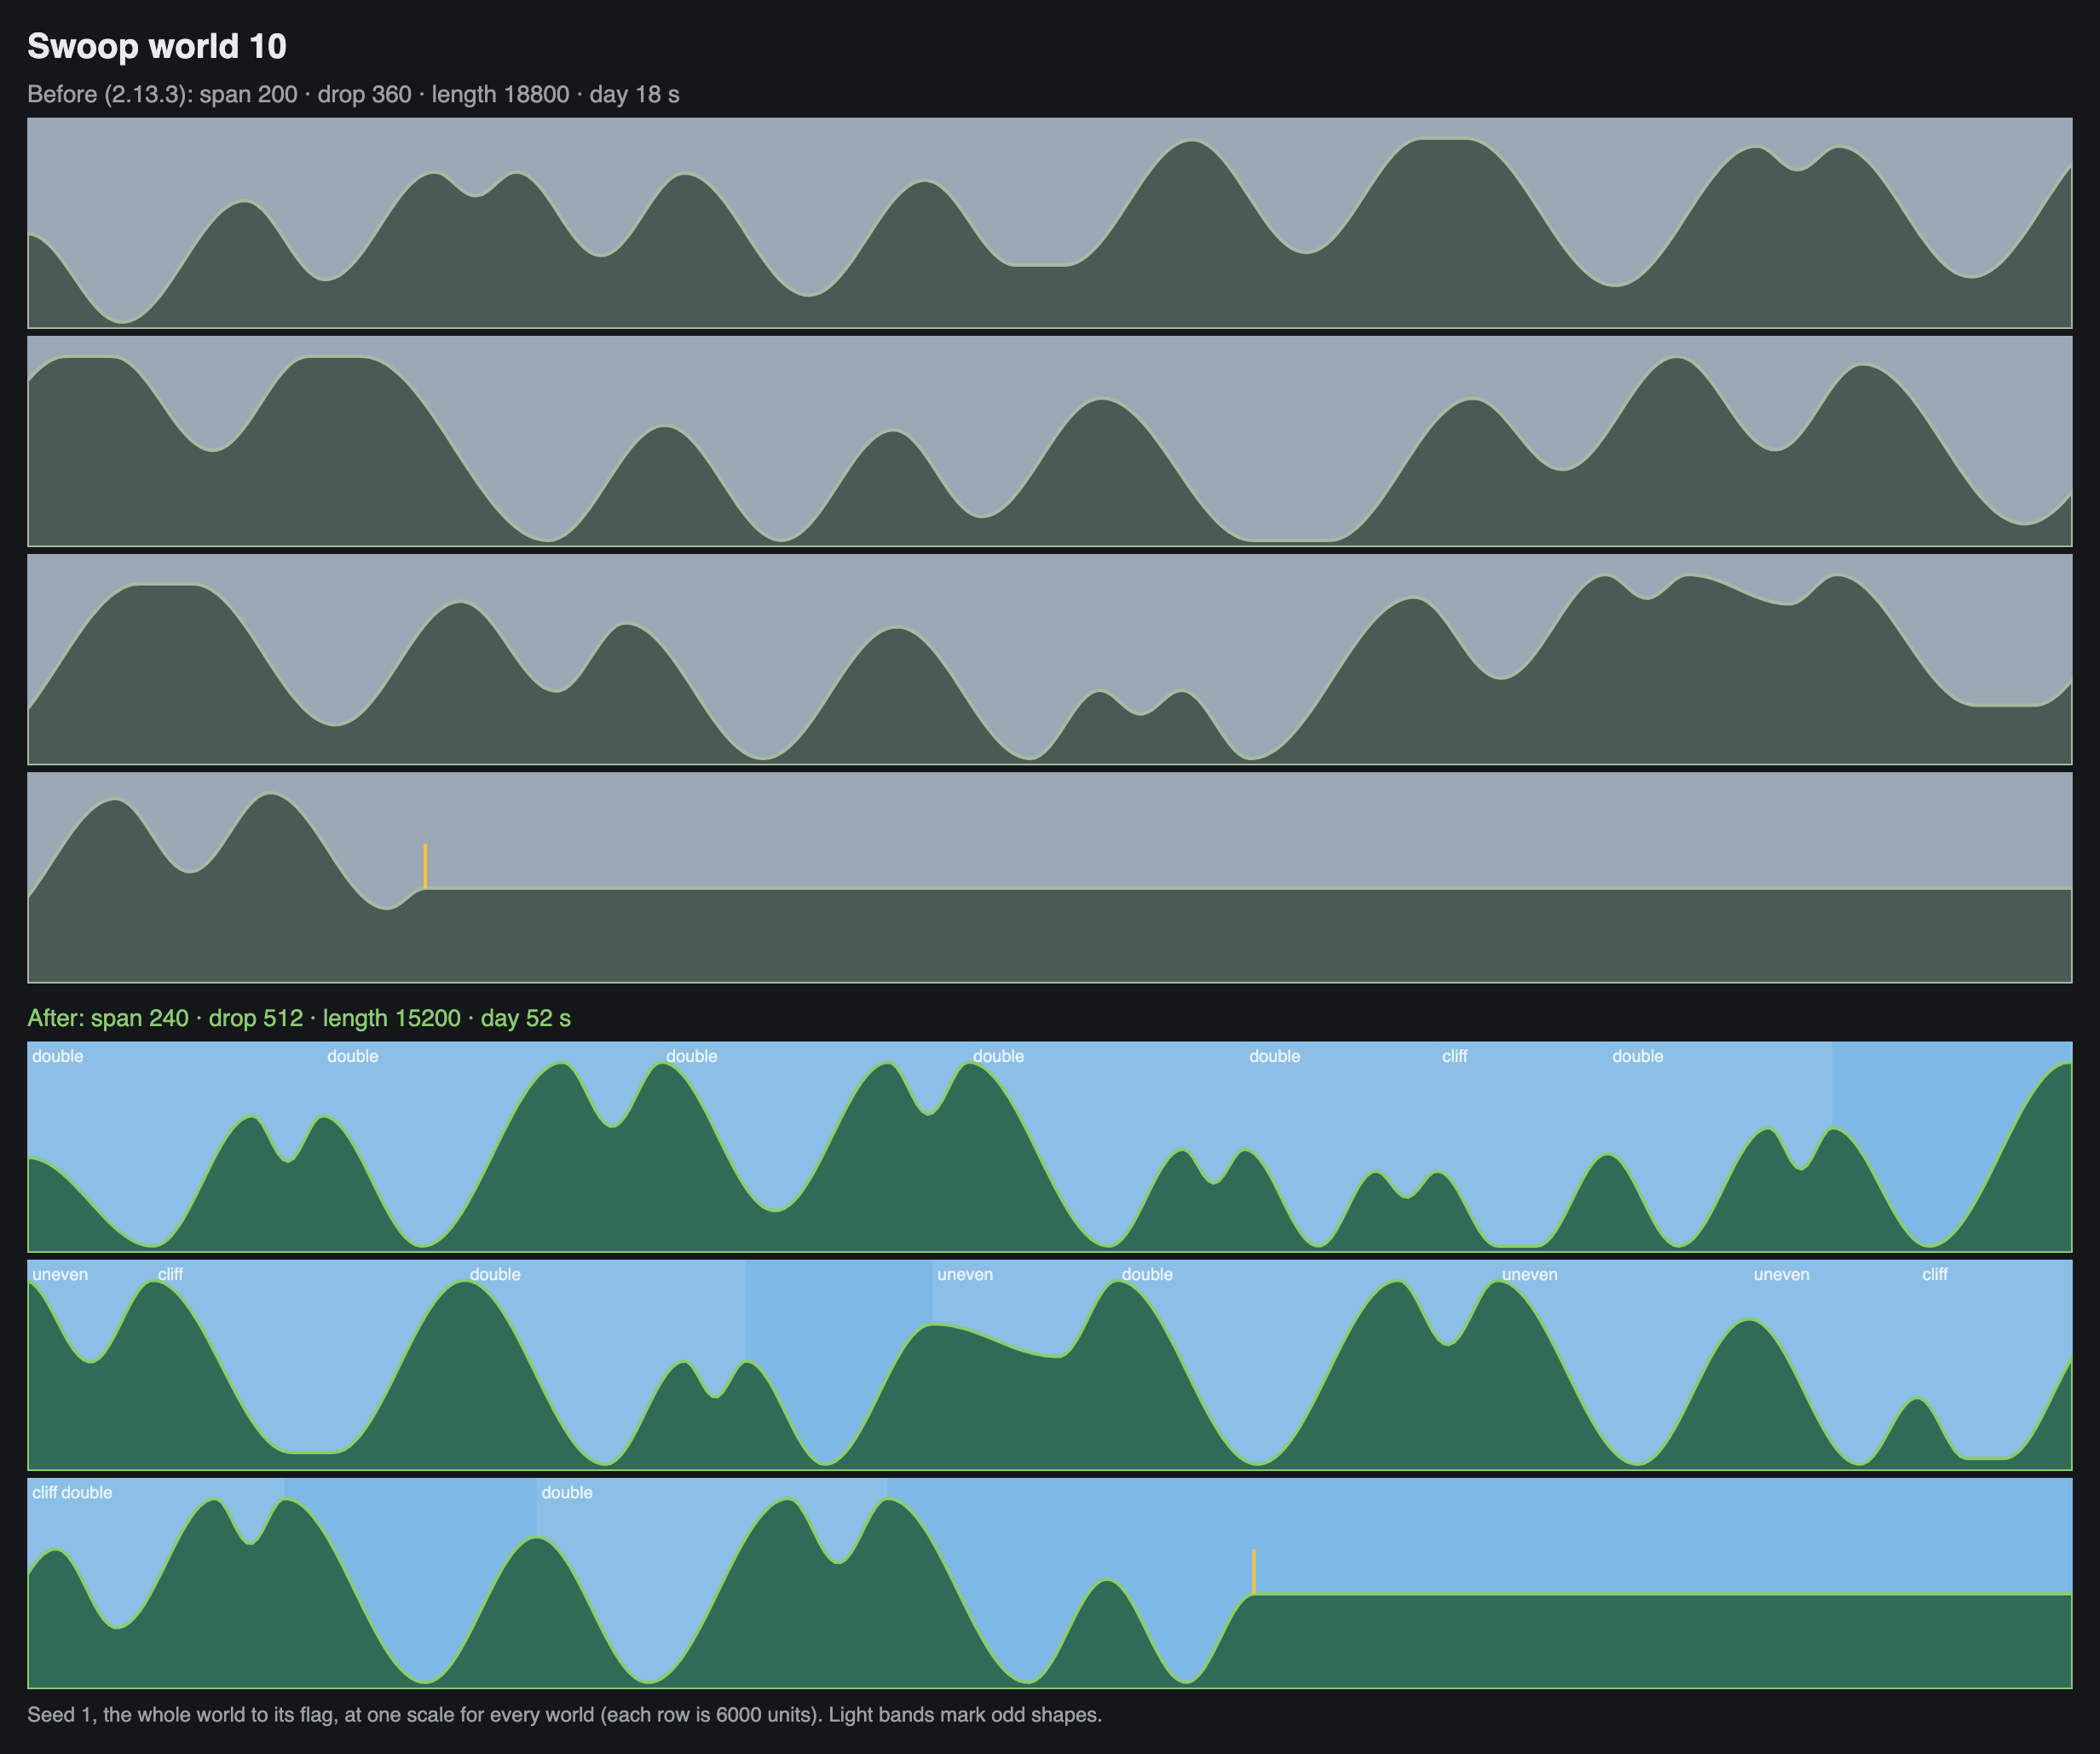 Swoop world 10
Before (2.13.3): span 200 · drop 360 · length 18800 · day 18 s
After: span 240 · drop 512 · length 15200 · day 52 s
double double double double double cliff double
uneven cliff double uneven double uneven uneven cliff
cliff double double
Seed 1, the whole world to its flag, at one scale for every world (each row is 6000 units). Light bands mark odd shapes.